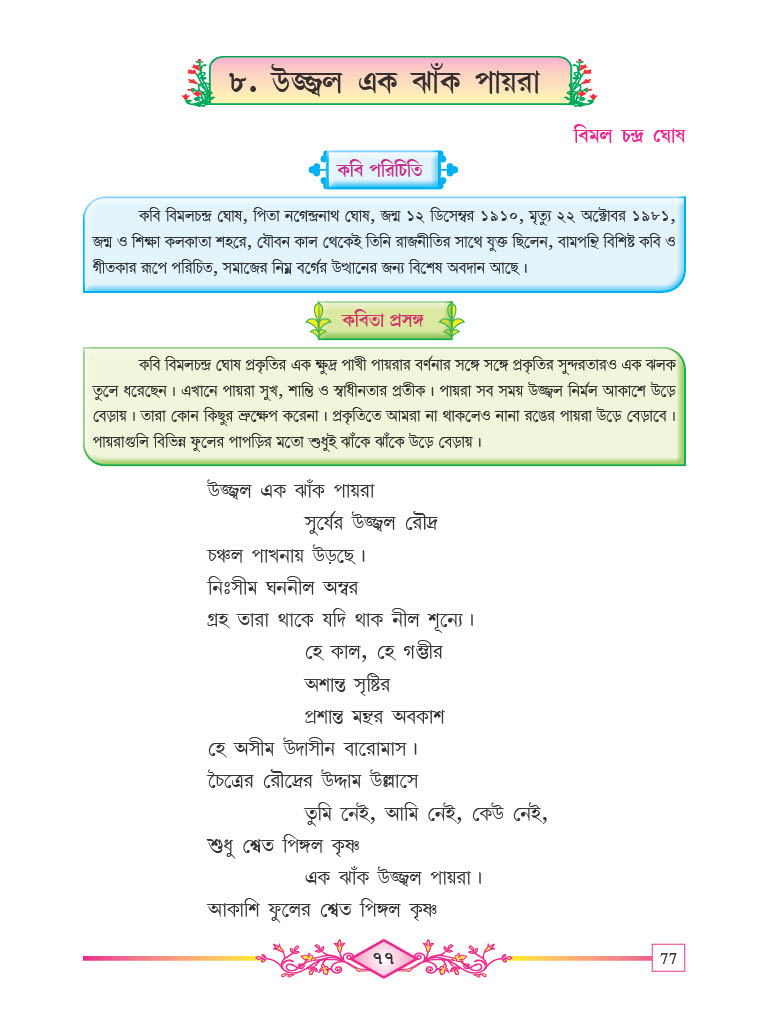 ৮. উজ্জ্বল এক ঝাঁক পায়রা
বিমল চন্দ্র ঘোষ
কবি পরিচিতি
কবি বিমলচন্দ্র ঘোষ, পিতা নগেন্দ্রনাথ ঘোষ, জন্ম ১২ ডিসেম্বর ১৯১০, মৃত্যু ২২ অক্টোবর ১৯৮১,
জন্ম ও শিক্ষা কলকাতা শহরে, যৌবন কাল থেকেই তিনি রাজনীতির সাথে যুক্ত ছিলেন, বামপন্থি বিশিষ্ট কবি ও
গীতকার রূপে পরিচিত, সমাজের নিম্ন বর্গের উত্থানের জন্য বিশেষ অবদান আছে।
কবিতা প্রসঙ্গ
কবি বিমলচন্দ্র ঘোষ প্রকৃতির এক ক্ষুদ্র পাখী পায়রার বর্ণনার সঙ্গে সঙ্গে প্রকৃতির সুন্দরতারও এক ঝলক
তুলে ধরেছেন। এখানে পায়রা সুখ, শান্তি ও স্বাধীনতার প্রতীক। পায়রা সব সময় উজ্জ্বল নির্মল আকাশে উড়ে
বেড়ায়। তারা কোন কিছুর ভ্রুক্ষেপ করেনা। প্রকৃতিতে আমরা না থাকলেও নানা রঙের পায়রা উড়ে বেড়াবে।
পায়রাগুলি বিভিন্ন ফুলের পাপড়ির মতো শুধুই ঝাঁকে ঝাঁকে উড়ে বেড়ায়।
উজ্জ্বল এক ঝাঁক পায়রা
সুর্যের উজ্জ্বল রৌদ্র
চঞ্চল পাখনায় উড়ছে।
নিঃসীম ঘননীল অম্বর
গ্রহ তারা থাকে যদি থাক নীল শূন্যে।
হে কাল, হে গম্ভীর
অশান্ত সৃষ্টির
প্রশান্ত মন্থর অবকাশ
হে অসীম উদাসীন বারোমাস।
চৈত্রের রৌদ্রের উদ্দাম উল্লাসে
তুমি নেই, আমি নেই, কেউ নেই,
শুধু শ্বেত পিঙ্গল কৃষ্ণ
এক ঝাঁক উজ্জ্বল পায়রা।
আকাশি ফুলের শ্বেত পিঙ্গল কৃষ্ণ
৭৭
77